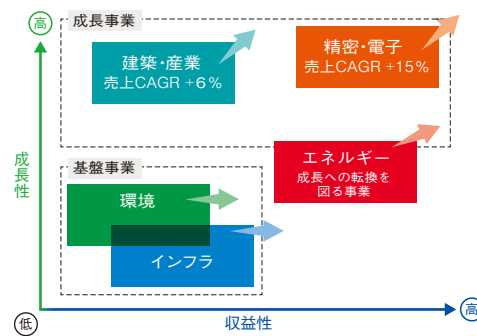 高
成長事業
建築・産業
売上CAGR +6%
精密・電子
売上CAGR +15%
成長性
エネルギー
成長への転換を
図る事業
基盤事業
環境
インフラ
低
収益性
高